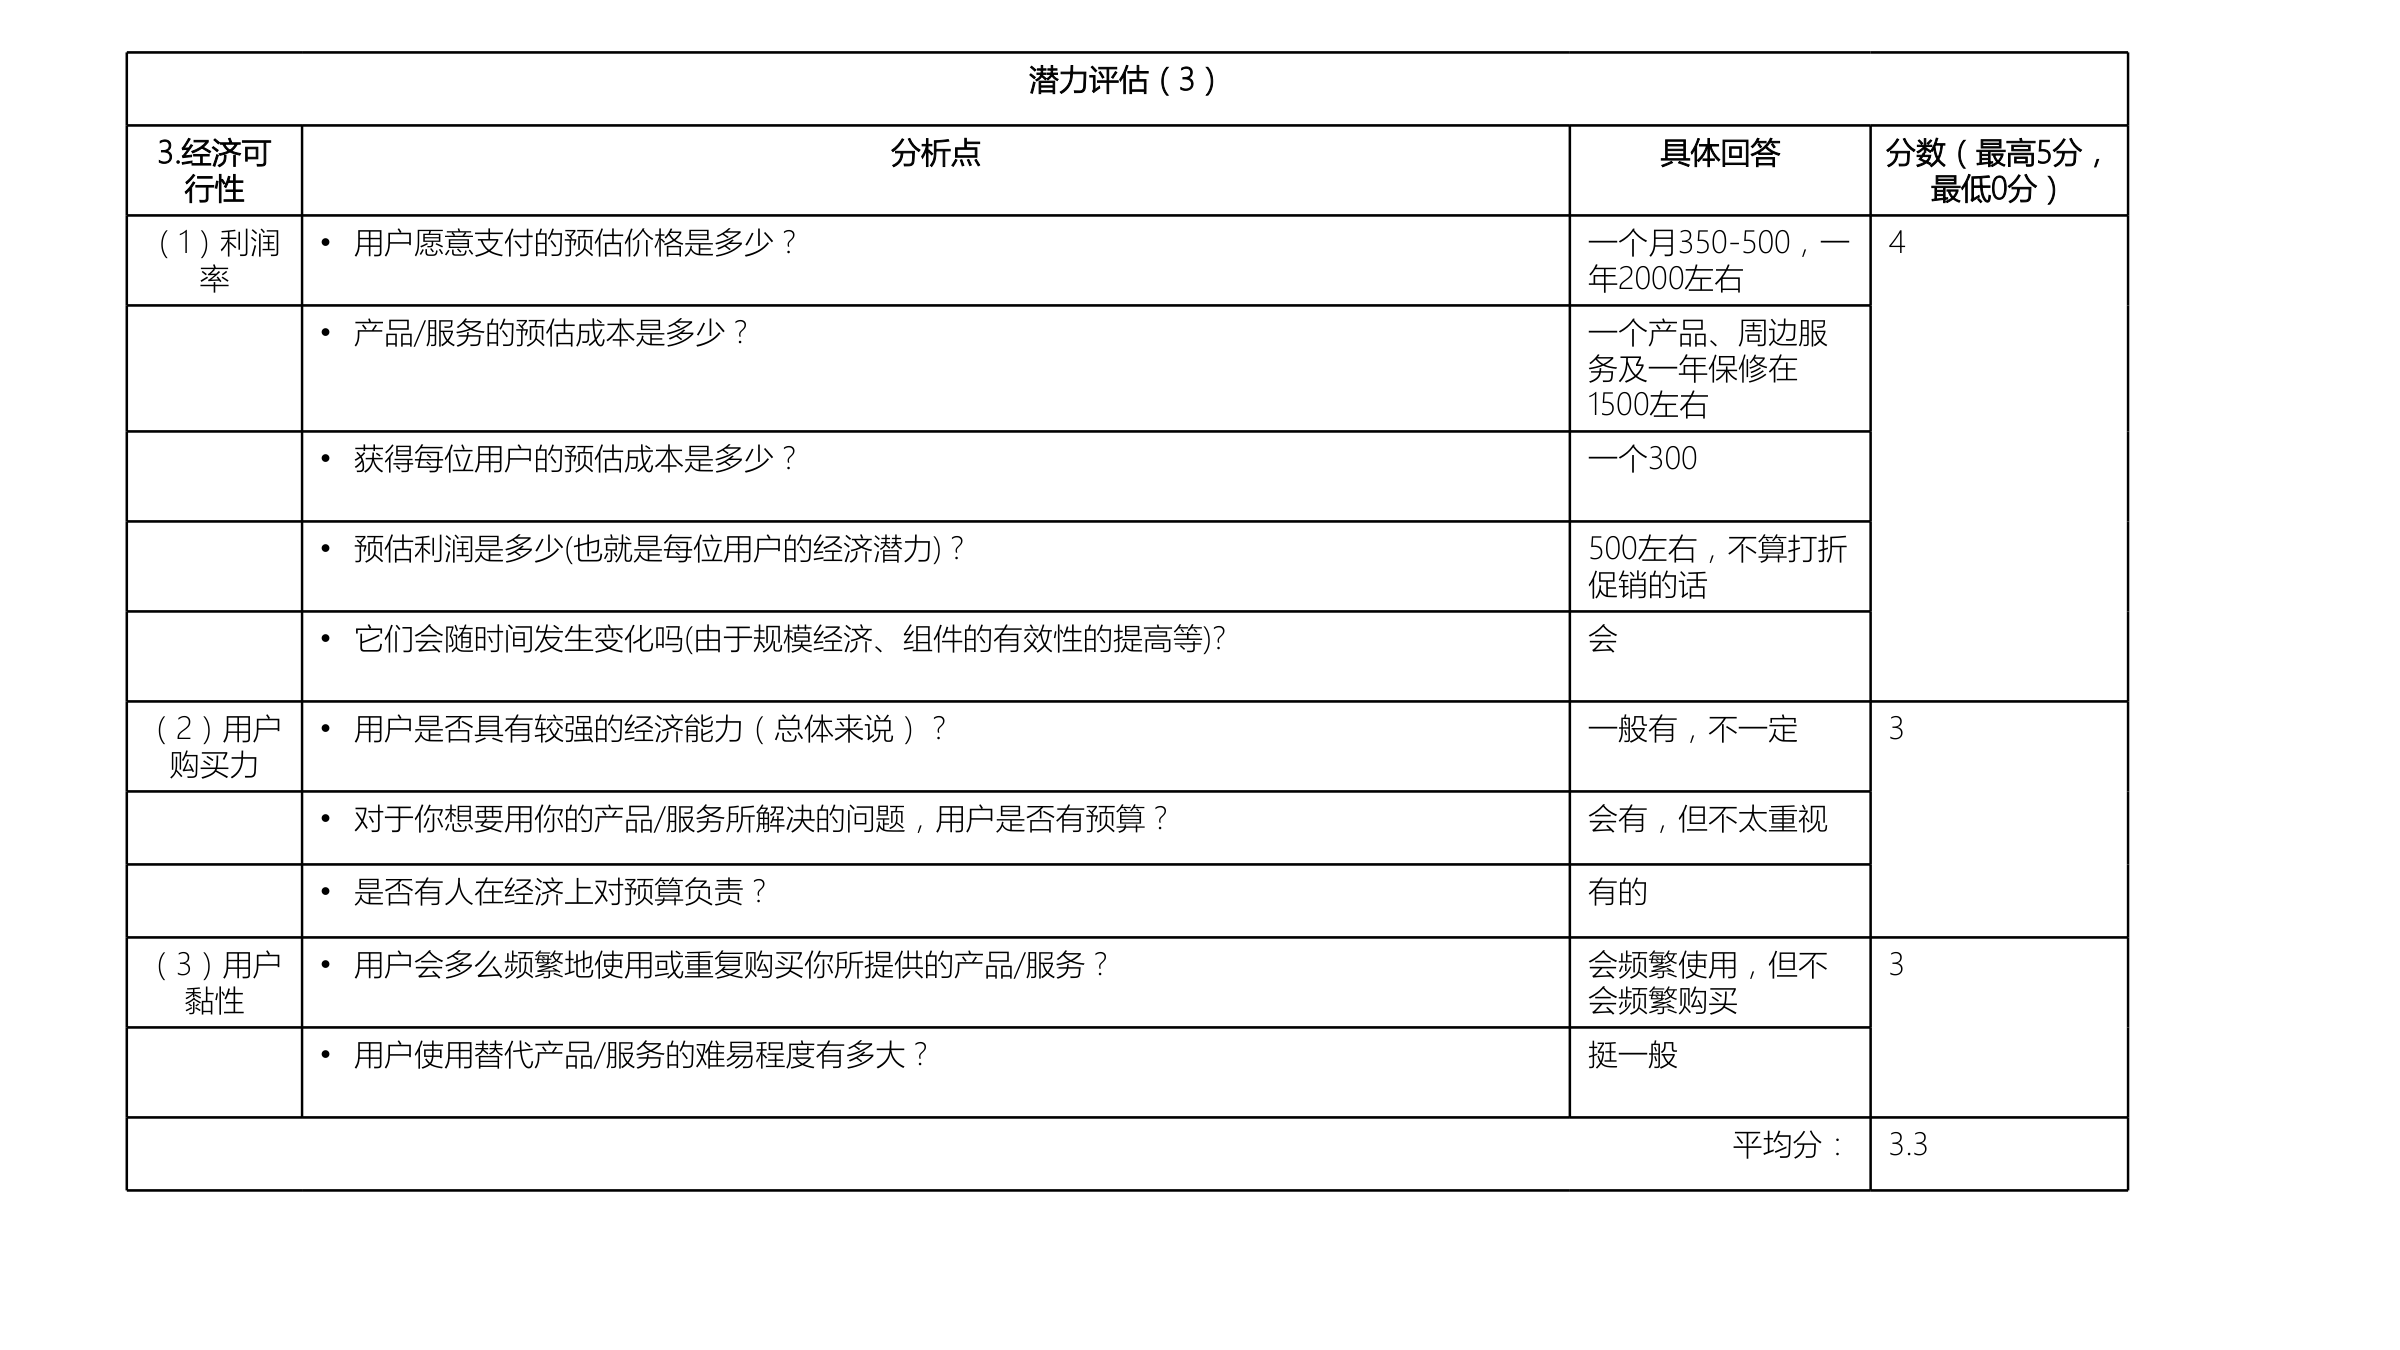 潜力评估（3）
3.经济可
行性
分析点
具体回答
分数（最高5分，
最低0分）
（1）利润
率
• 用户愿意支付的预估价格是多少？
一个月350-500，一
年2000左右
4
• 产品/服务的预估成本是多少？
一个产品、周边服
务及一年保修在
1500左右
• 获得每位用户的预估成本是多少？
一个300
• 预估利润是多少(也就是每位用户的经济潜力)？
500左右，不算打折
促销的话
• 它们会随时间发生变化吗(由于规模经济、组件的有效性的提高等)?
会
（2）用户
购买力
• 用户是否具有较强的经济能力（总体来说）？
一般有，不一定
3
• 对于你想要用你的产品/服务所解决的问题，用户是否有预算？
会有，但不太重视
• 是否有人在经济上对预算负责？
有的
（3）用户
黏性
• 用户会多么频繁地使用或重复购买你所提供的产品/服务？
会频繁使用，但不
会频繁购买
3
• 用户使用替代产品/服务的难易程度有多大？
挺一般
平均分：
3.3